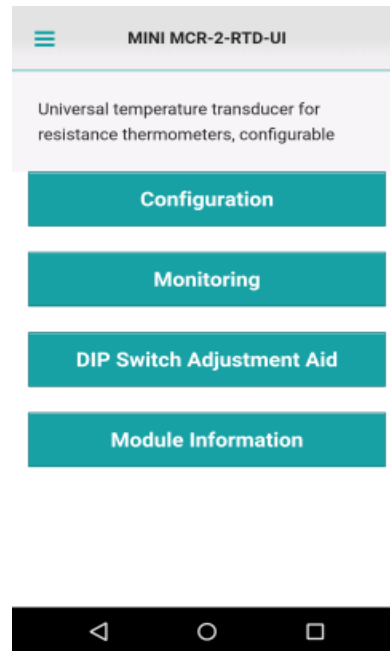 MINI MCR-2-RTD-UI
Universal temperature transducer for
resistance thermometers, configurable
Configuration
Monitoring
DIP Switch Adjustment Aid
Module Information